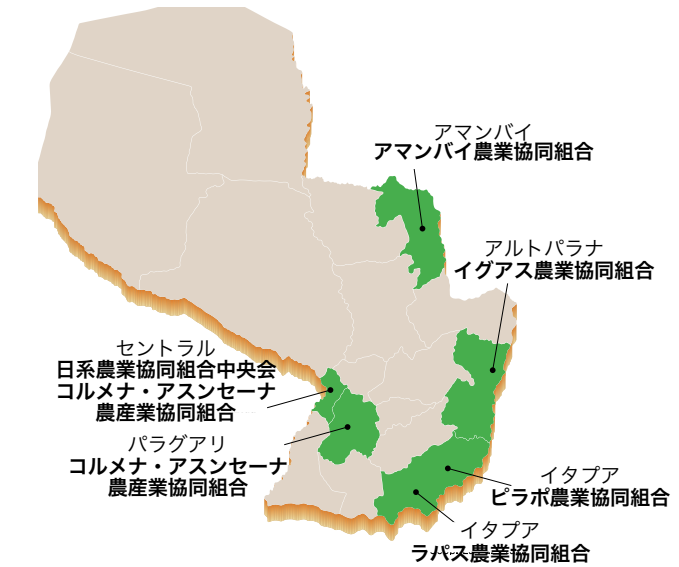 アマンバイ
アマンバイ農業協同組合
アルトパラナ
イグアス農業協同組合
セントラル
日系農業協同組合中央会
コルメナ・アスンセーナ
農産業協同組合
パラグアリ
コルメナ・アスンセーナ
農産業協同組合
イタプア
ピラポ農業協同組合
イタプア
ラパス農業協同組合